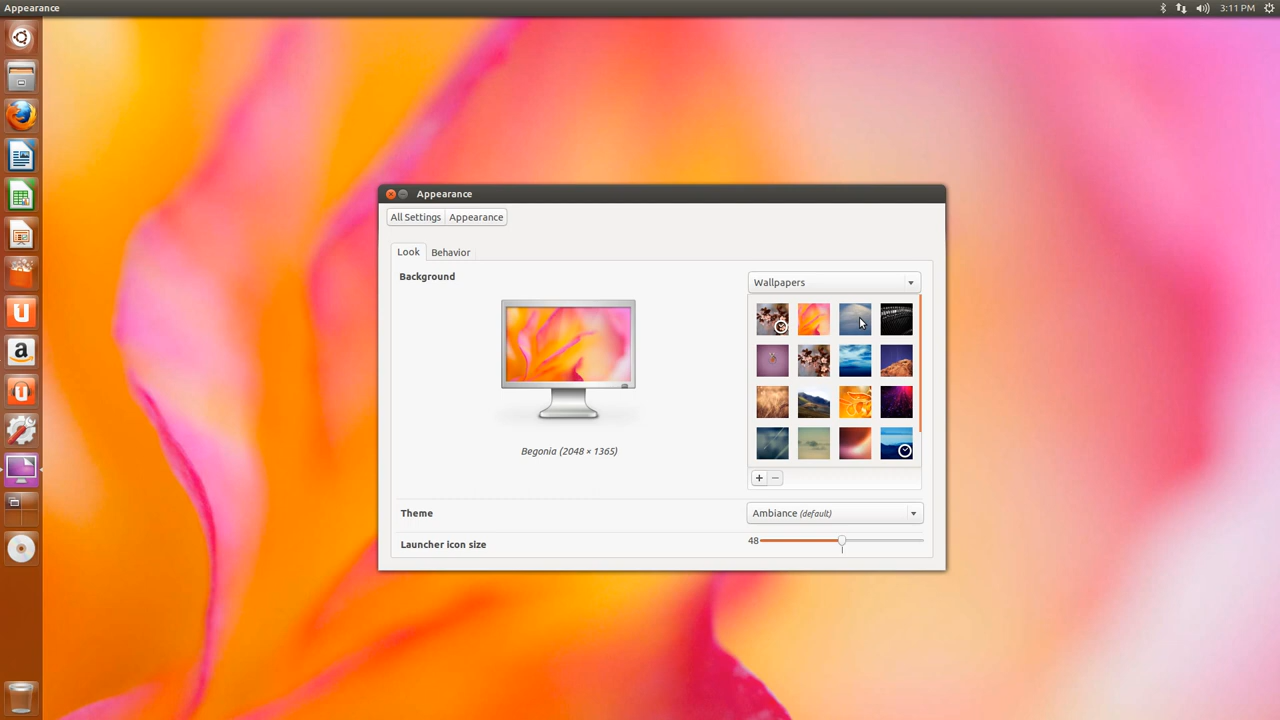 Appearance
3:11 PM
Appearance
All Settings
Appearance
Look
Behavior
Background
Wallpapers
Begonia (2048 × 1365)
Theme
Ambiance (default)
Launcher icon size
48